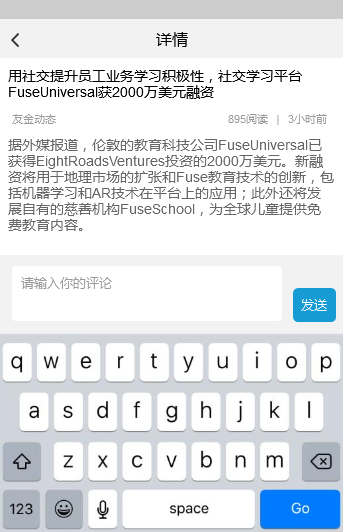 详情
用社交提升员工业务学习积极性，社交学习平台
FuseUniversal获2000万美元融资
友金动态 895阅读 | 3小时前
据外媒报道，伦敦的教育科技公司FuseUniversal已
获得EightRoadsVentures投资的2000万美元。新融
资将用于地理市场的扩张和Fuse教育技术的创新，包
括机器学习和AR技术在平台上的应用；此外还将发
展自有的慈善机构FuseSchool，为全球儿童提供免
费教育内容。
请输入你的评论
发送
q w e r t y u i o p
a s d f g h j k l
z x c v b n m
123 space Go